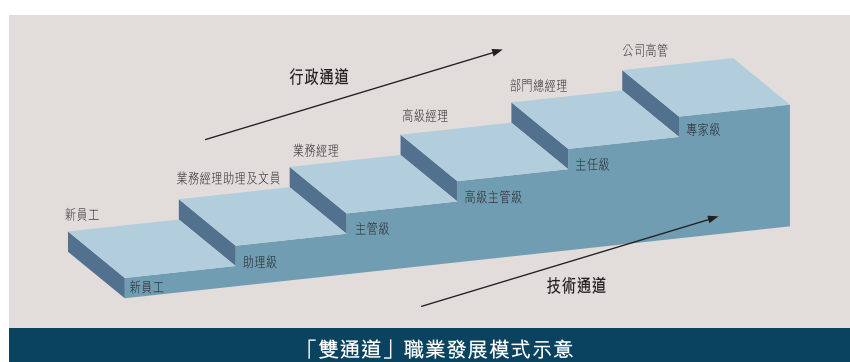 公司高管
行政通道
部門總經理
高級經理
專家級
業務經理
主任級
業務經理助理及文員
高級主管級
新員工
主管級
助理級
新員工
技術通道
「雙通道」職業發展模式示意